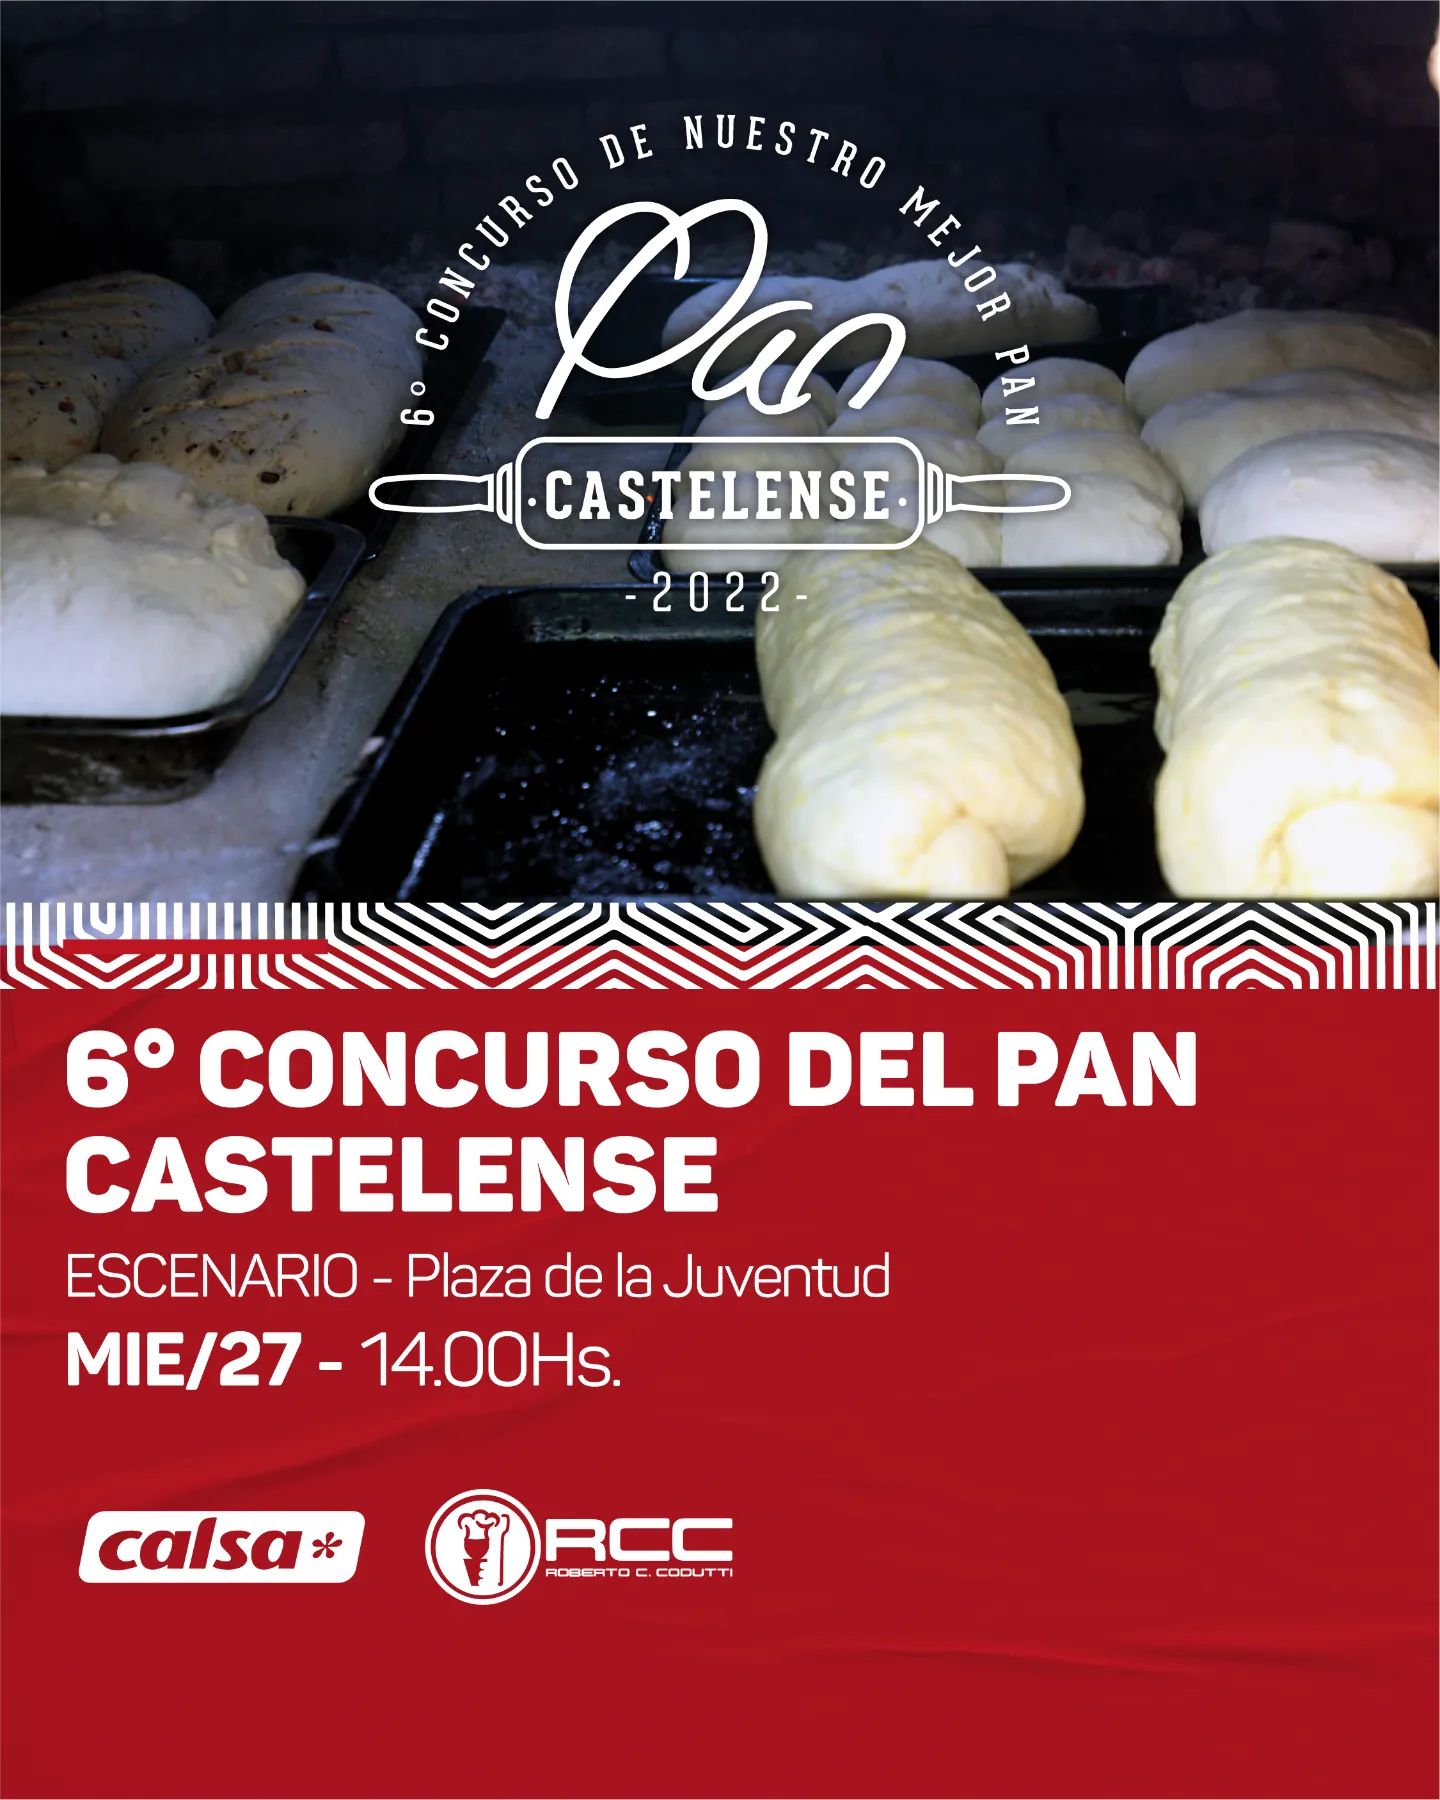 6° CONCURSO DE NUESTRO MEJOR PAN
Pan
·CASTELENSE·
-2022-
6° CONCURSO DEL PAN
CASTELENSE
ESCENARIO - Plaza de la Juventud
MIE/27 - 14.00Hs.
calsa*
RCC
ROBERTO C. CODUTTI